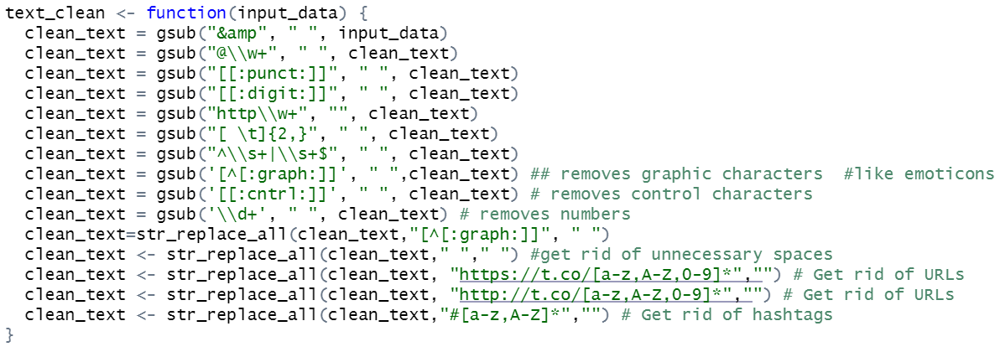 text_clean <- function(input_data) {
  clean_text = gsub("&amp", " ", input_data)
  clean_text = gsub("@\\w+", " ", clean_text)
  clean_text = gsub("[[:punct:]]", " ", clean_text)
  clean_text = gsub("[[:digit:]]", " ", clean_text)
  clean_text = gsub("http\\w+", "", clean_text)
  clean_text = gsub("[ \t]{2,}", " ", clean_text)
  clean_text = gsub("^\\s+|\\s+$", " ", clean_text)
  clean_text = gsub('[^[:graph:]]', " ",clean_text) ## removes graphic characters  #like emoticons
  clean_text = gsub('[[:cntrl:]]', " ", clean_text) # removes control characters
  clean_text = gsub('\\d+', " ", clean_text) # removes numbers
  clean_text=str_replace_all(clean_text,"[^[:graph:]]", " ")
  clean_text <- str_replace_all(clean_text," "," ") #get rid of unnecessary spaces
  clean_text <- str_replace_all(clean_text, "https://t.co/[a-z,A-Z,0-9]*","") # Get rid of URLs
  clean_text <- str_replace_all(clean_text, "http://t.co/[a-z,A-Z,0-9]*","") # Get rid of URLs
  clean_text <- str_replace_all(clean_text,"#[a-z,A-Z]*","") # Get rid of hashtags
}